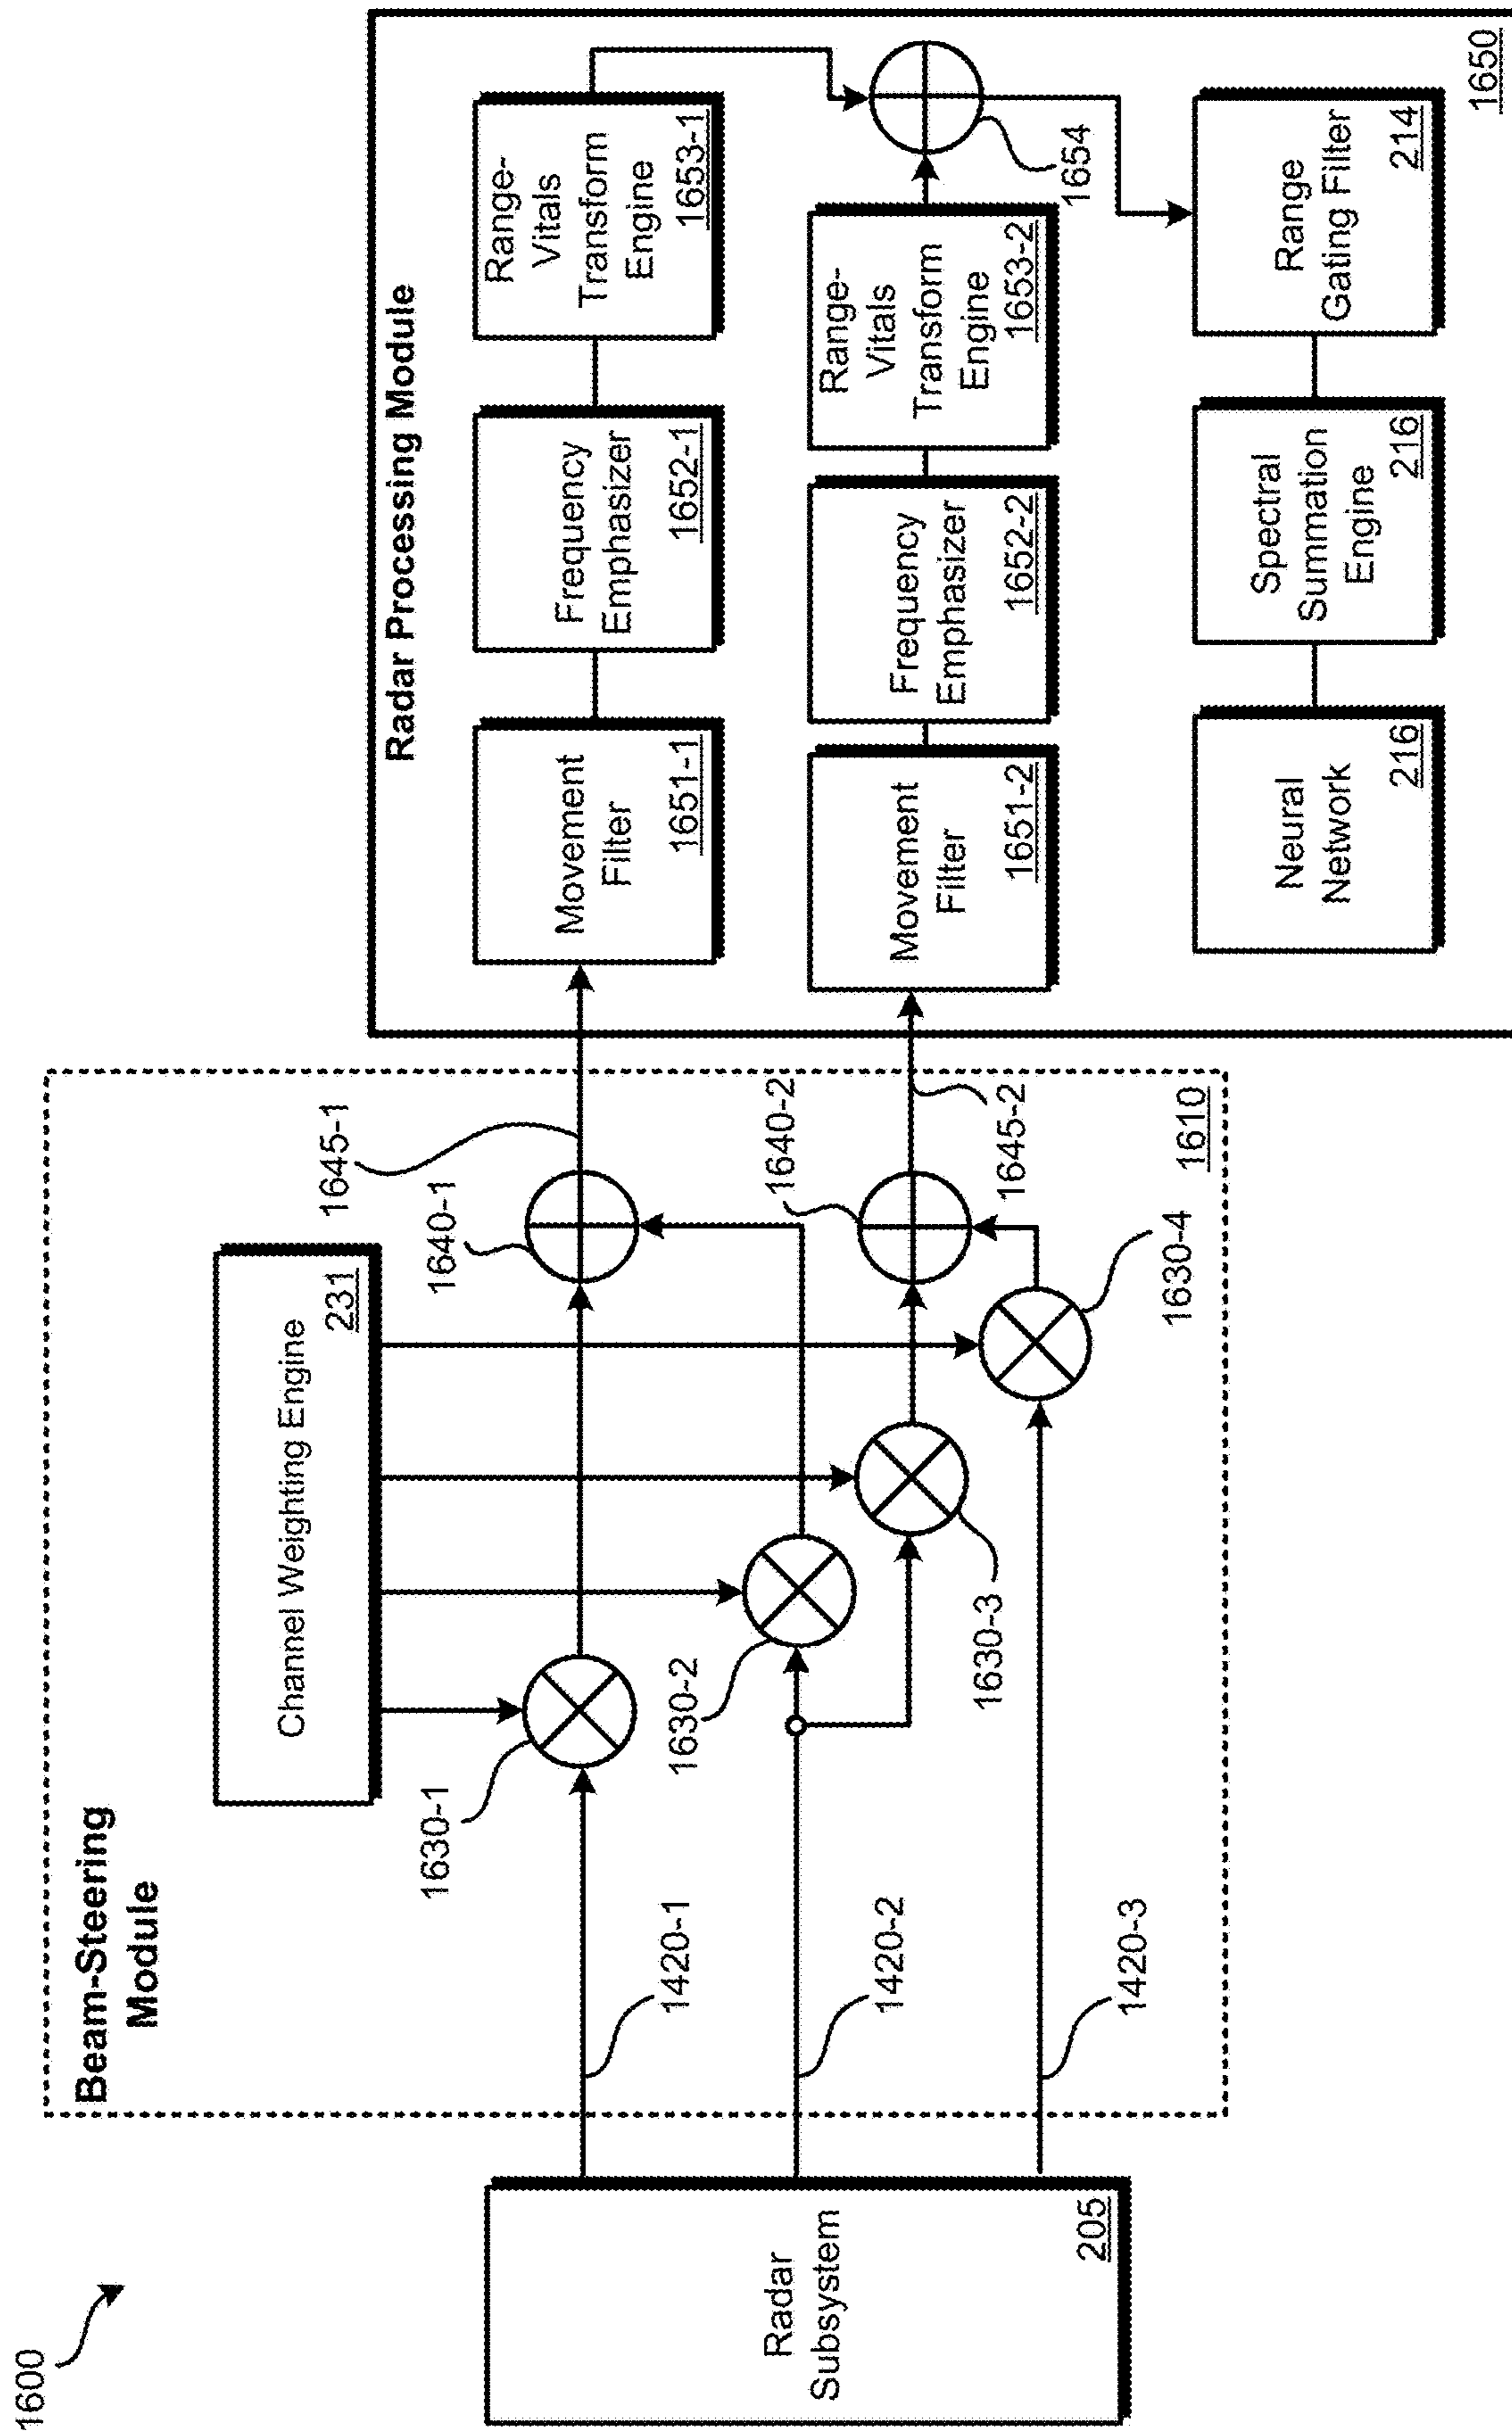 1600
Radar
Subsystem
205
Beam-Steering
Module
Channel Weighting Engine
231
1420-1
1420-2
1420-3
1630-1
1630-2
1630-3
1630-4
1640-1
1645-1
1640-2
1645-2
1610
Radar Processing Module
Movement
Filter
1651-1
Frequency
Emphasizer
1652-1
Range-
Vitals
Transform
Engine
1653-1
Movement
Filter
1651-2
Frequency
Emphasizer
1652-2
Range-
Vitals
Transform
Engine
1653-2
1654
Neural
Network
216
Spectral
Summation
Engine
216
Range
Gating Filter
214
1650